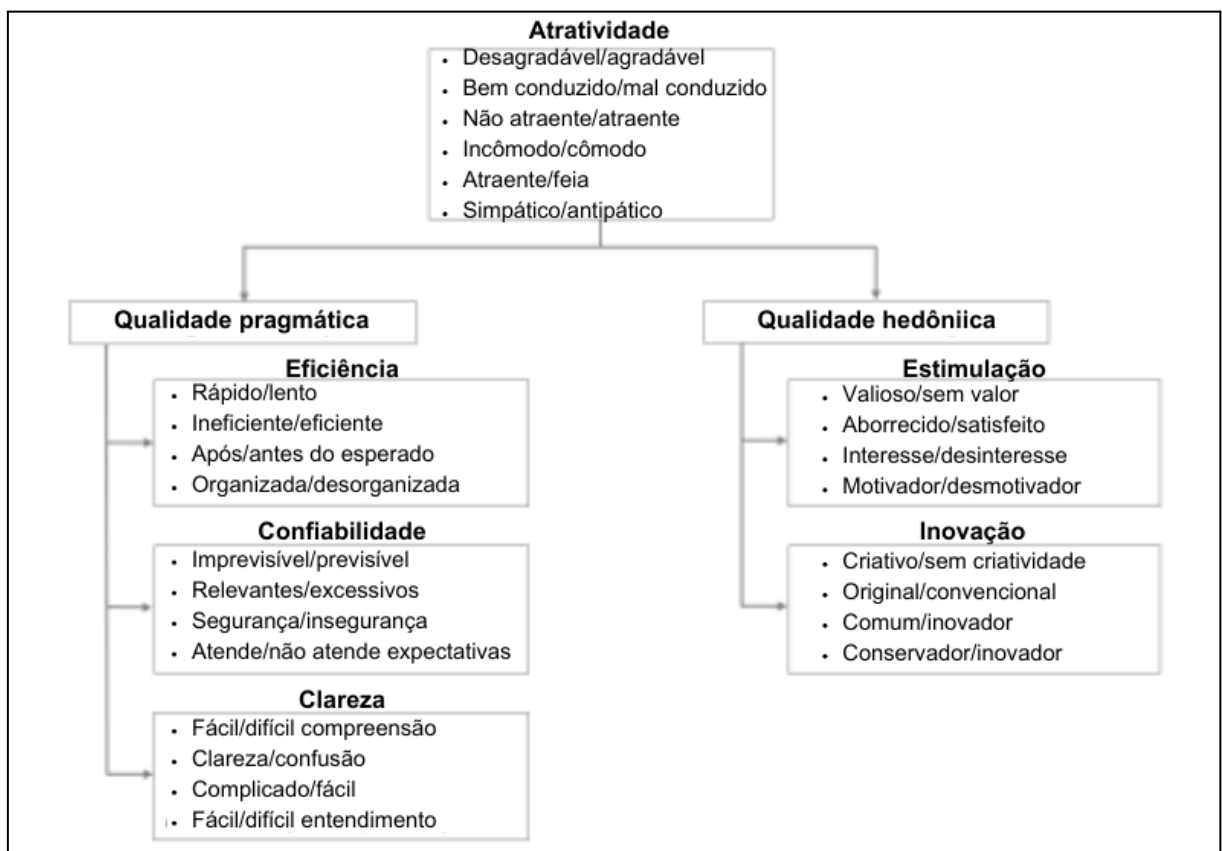 Atratividade
• Desagradável/agradável
• Bem conduzido/mal conduzido
• Não atraente/atraente
• Incômodo/cômodo
• Atraente/feia
• Simpático/antipático
Qualidade pragmática
Eficiência
• Rápido/lento
• Ineficiente/eficiente
• Após/antes do esperado
• Organizada/desorganizada
Confiabilidade
• Imprevisível/previsível
• Relevantes/excessivos
• Segurança/insegurança
• Atende/não atende expectativas
Clareza
• Fácil/difícil compreensão
• Clareza/confusão
• Complicado/fácil
• Fácil/difícil entendimento
Qualidade hedôniica
Estimulação
• Valioso/sem valor
• Aborrecido/satisfeito
• Interesse/desinteresse
• Motivador/desmotivador
Inovação
• Criativo/sem criatividade
• Original/convencional
• Comum/inovador
• Conservador/inovador